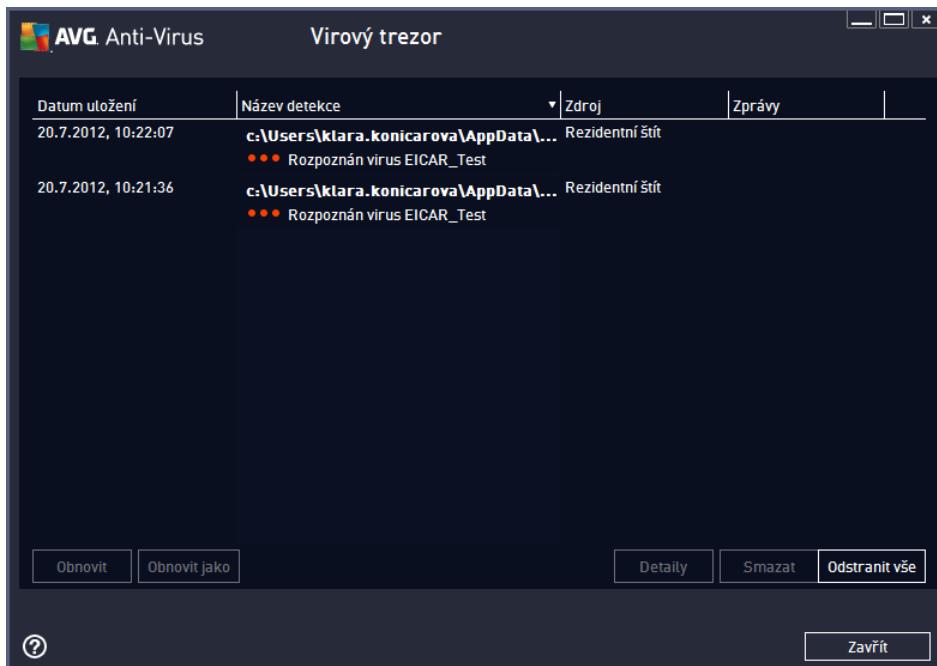 AVG. Anti-Virus
Virový trezor
Datum uložení Název detekce Zdroj Zprávy
20.7.2012, 10:22:07 c:\Users\klara.konicarova\AppData\... Rezidentní štít
Rozpoznán virus EICAR_Test
20.7.2012, 10:21:36 c:\Users\klara.konicarova\AppData\... Rezidentní štít
Rozpoznán virus EICAR_Test
Obnovit Obnovit jako Detaily Smazat Odstranit vše
? Zavřít